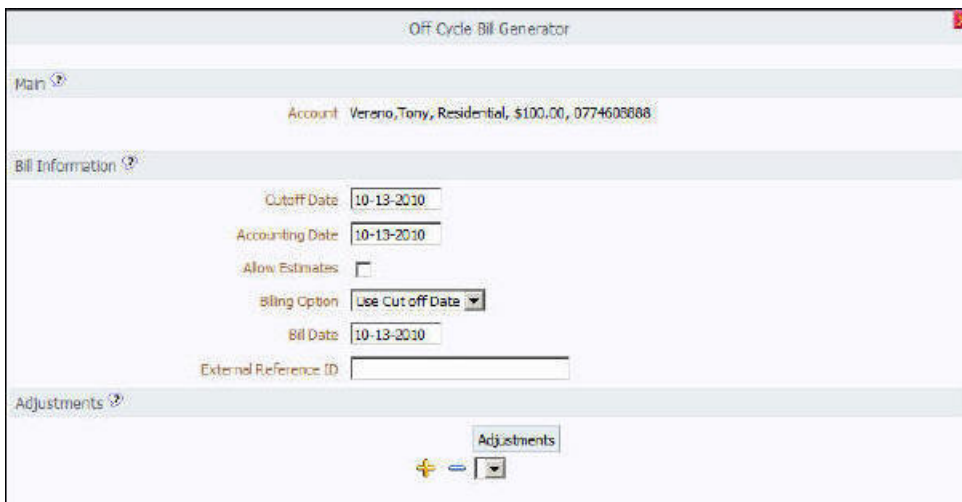 Off Cycle Bill Generator
Main ?
Account Verano,Tony, Residential, $100.00, 0774608888
Bill Information ?
Cutoff Date 10-13-2010
Accounting Date 10-13-2010
Allow Estimates
Billing Option Use Cut off Date
Bill Date 10-13-2010
External Reference ID
Adjustments ?
Adjustments